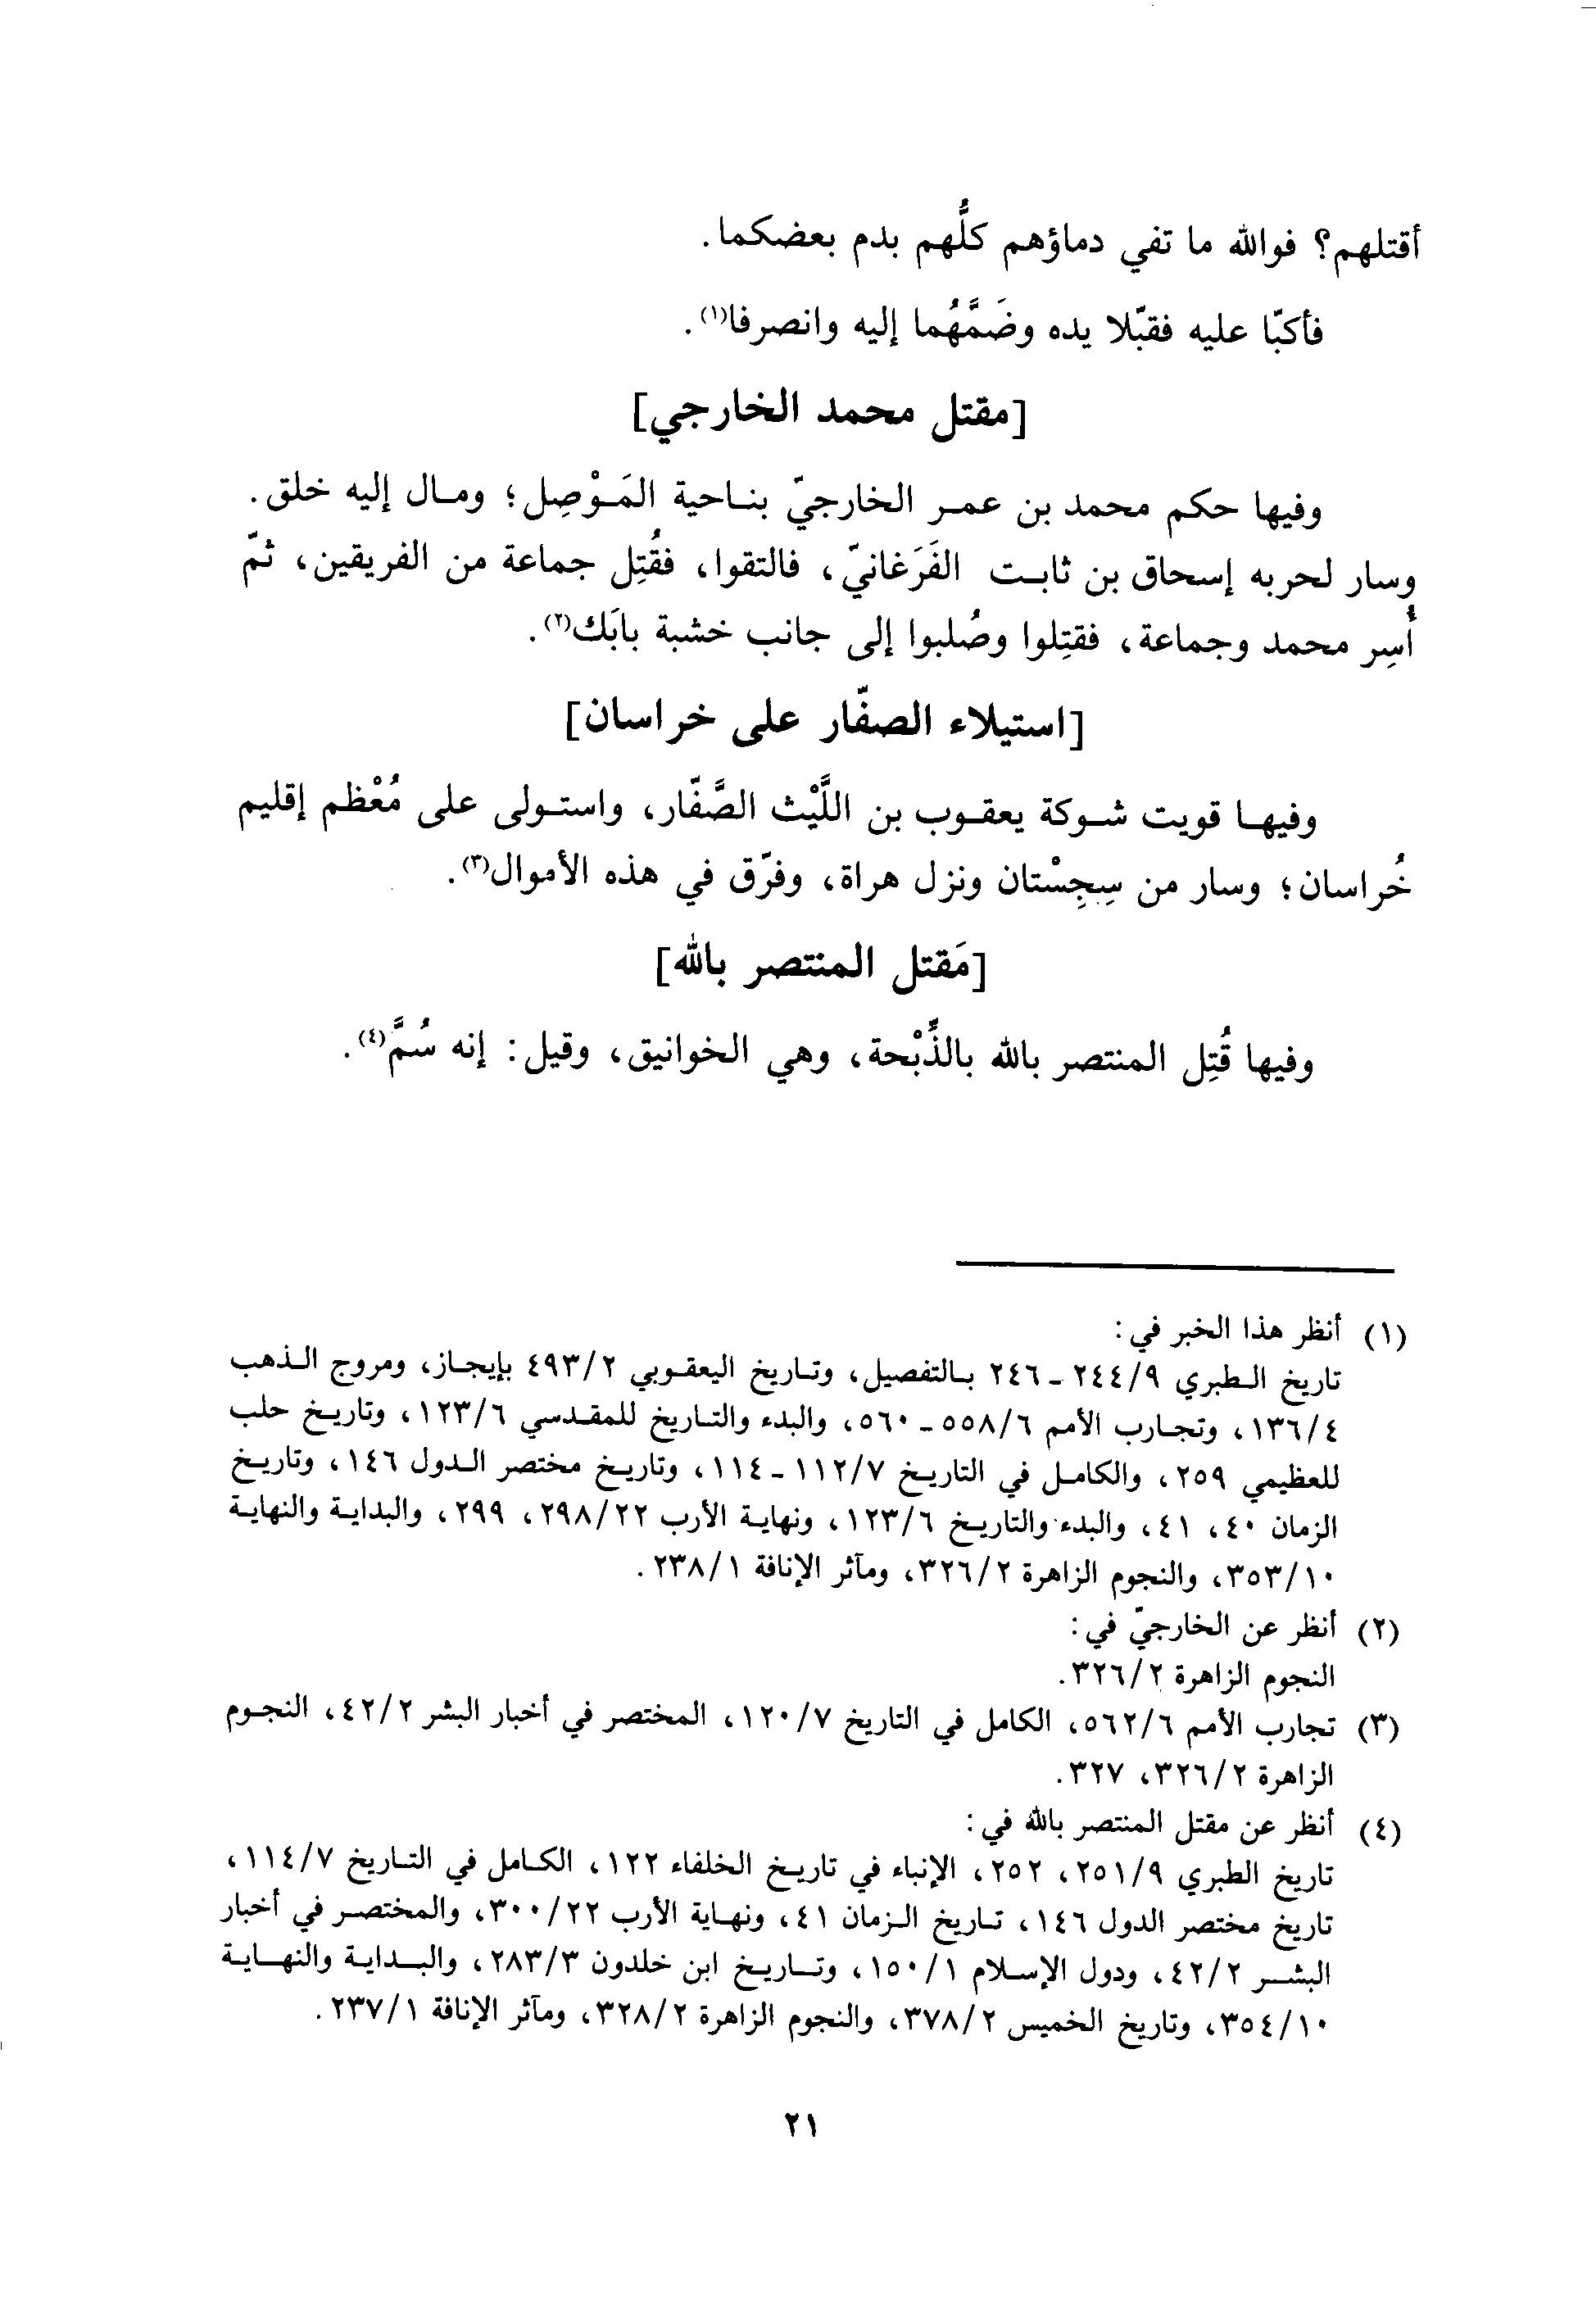 أقتلهم؟ فوالله ما تفي دماؤهم كلُّهم بدم بعضكما.
فأكبّا عليه فقبّلا يده وضَمَّهُما إليه وانصرفا(١).
[مقتل محمد الخارجي]
وفيها حكم محمد بن عمر الخارجيّ بناحية المَوْصِل؛ ومال إليه خلق.
وسار لحربه إسحاق بن ثابت الفَرَغانيّ، فالتقوا، فقُتِل جماعة من الفريقين، ثمّ
أُسِر محمد وجماعة، فقتِلوا وصُلبوا إلى جانب خشبة بابَك(٢).
[استيلاء الصفّار على خراسان]
وفيها قويت شوكة يعقوب بن اللَّيْث الصَّفّار، واستولى على مُعْظم إقليم
خُراسان؛ وسار من سِجِسْتان ونزل هراة، وفرّق في هذه الأموال(٣).
[مَقتل المنتصر بالله]
وفيها قُتِل المنتصر بالله بالذُّبْحة، وهي الخوانيق، وقيل: إنه سُمَّ(٤).
(١) أنظر هذا الخبر في:
تاريخ الطبري ٩/٢٤٤ - ٢٤٦ بالتفصيل، وتاريخ اليعقوبي ٢/٤٩٣ بإيجاز، ومروج الذهب
٤/١٣٦، وتجارب الأمم ٦/٥٥٨ - ٥٦٠، والبدء والتاريخ للمقدسي ٦/١٢٣، وتاريخ حلب
للعظيمي ٢٥٩، والكامل في التاريخ ٧/١١٢ - ١١٤، وتاريخ مختصر الدول ١٤٦، وتاريخ
الزمان ٤٠، ٤١، والبدء والتاريخ ٦/١٢٣، ونهاية الأرب ٢٢/٢٩٨، ٢٩٩، والبداية والنهاية
١٠/٣٥٣، والنجوم الزاهرة ٢/٣٢٦، ومآثر الإنافة ١/٢٣٨.
(٢) أنظر عن الخارجيّ في:
النجوم الزاهرة ٢/٣٢٦.
(٣) تجارب الأمم ٦/٥٦٢، الكامل في التاريخ ٧/١٢٠، المختصر في أخبار البشر ٢/٤٢، النجوم
الزاهرة ٢/٣٢٦، ٣٢٧.
(٤) أنظر عن مقتل المنتصر بالله في:
تاريخ الطبري ٩/٢٥١، ٢٥٢، الإنباء في تاريخ الخلفاء ١٢٢، الكامل في التاريخ ٧/١١٤،
تاريخ مختصر الدول ١٤٦، تاريخ الزمان ٤١، ونهاية الأرب ٢٢/٣٠٠، والمختصر في أخبار
البشر ٢/٤٢، ودول الإسلام ١/١٥٠، وتاريخ ابن خلدون ٣/٢٨٣، والبداية والنهاية
١٠/٣٥٤، وتاريخ الخميس ٢/٣٧٨، والنجوم الزاهرة ٢/٣٢٨، ومآثر الإنافة ١/٢٣٧.
٢١